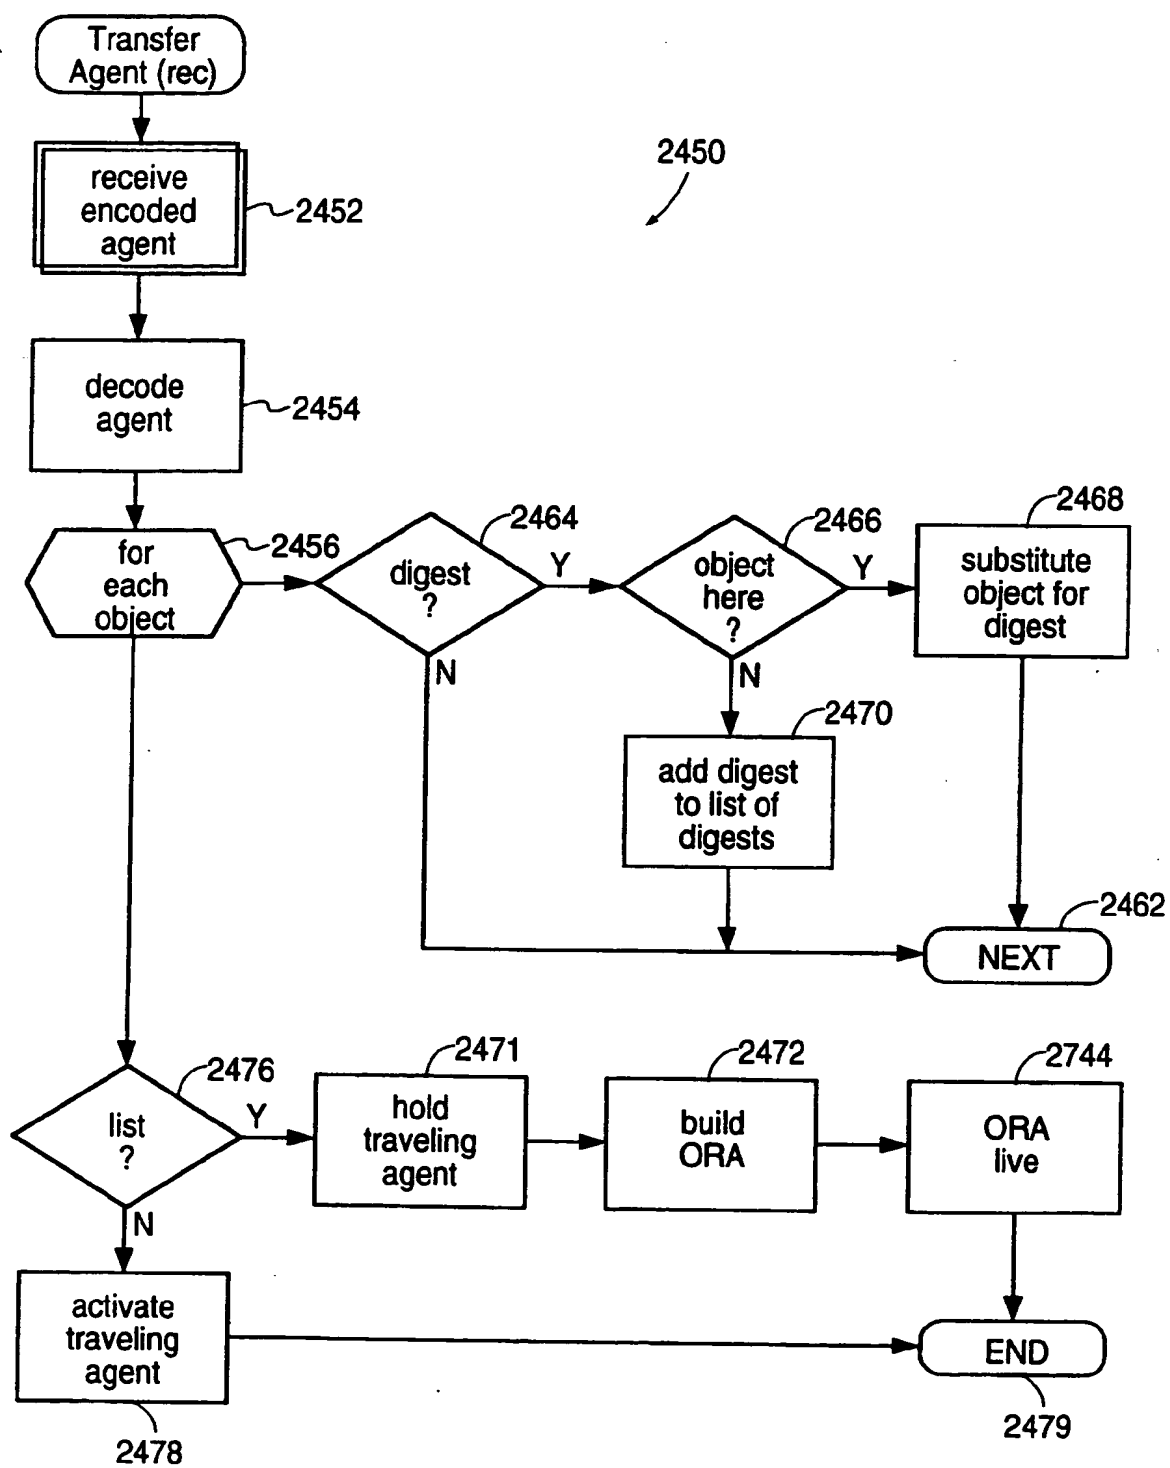 Transfer
Agent (rec)
2450
receive
encoded
agent
2452
decode
agent
2454
for
each
object
2456
digest
?
2464
Y
N
object
here
?
2466
Y
N
substitute
object for
digest
2468
add digest
to list of
digests
2470
NEXT
2462
list
?
2476
Y
N
hold
traveling
agent
2471
build
ORA
2472
ORA
live
2744
activate
traveling
agent
2478
END
2479